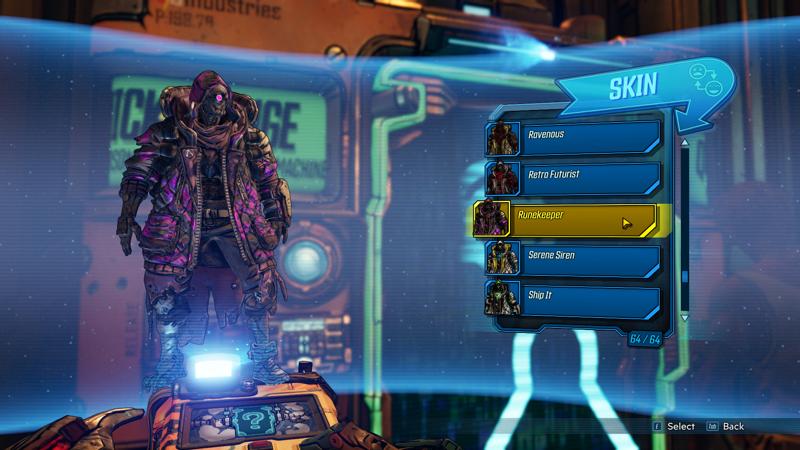 Industries
SKIN
Ravenous
Retro Futurist
Runekeeper
Serene Siren
Ship It
64 / 64
E Select
Back